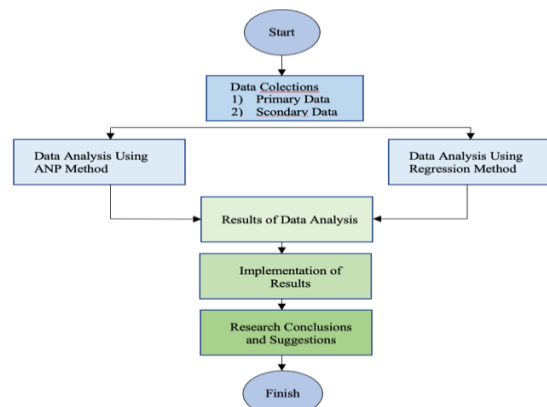 Start
Data Colections
1) Primary Data
2) Scondary Data
Data Analysis Using
ANP Method
Data Analysis Using
Regression Method
Results of Data Analysis
Implementation of
Results
Research Conclusions
and Suggestions
Finish